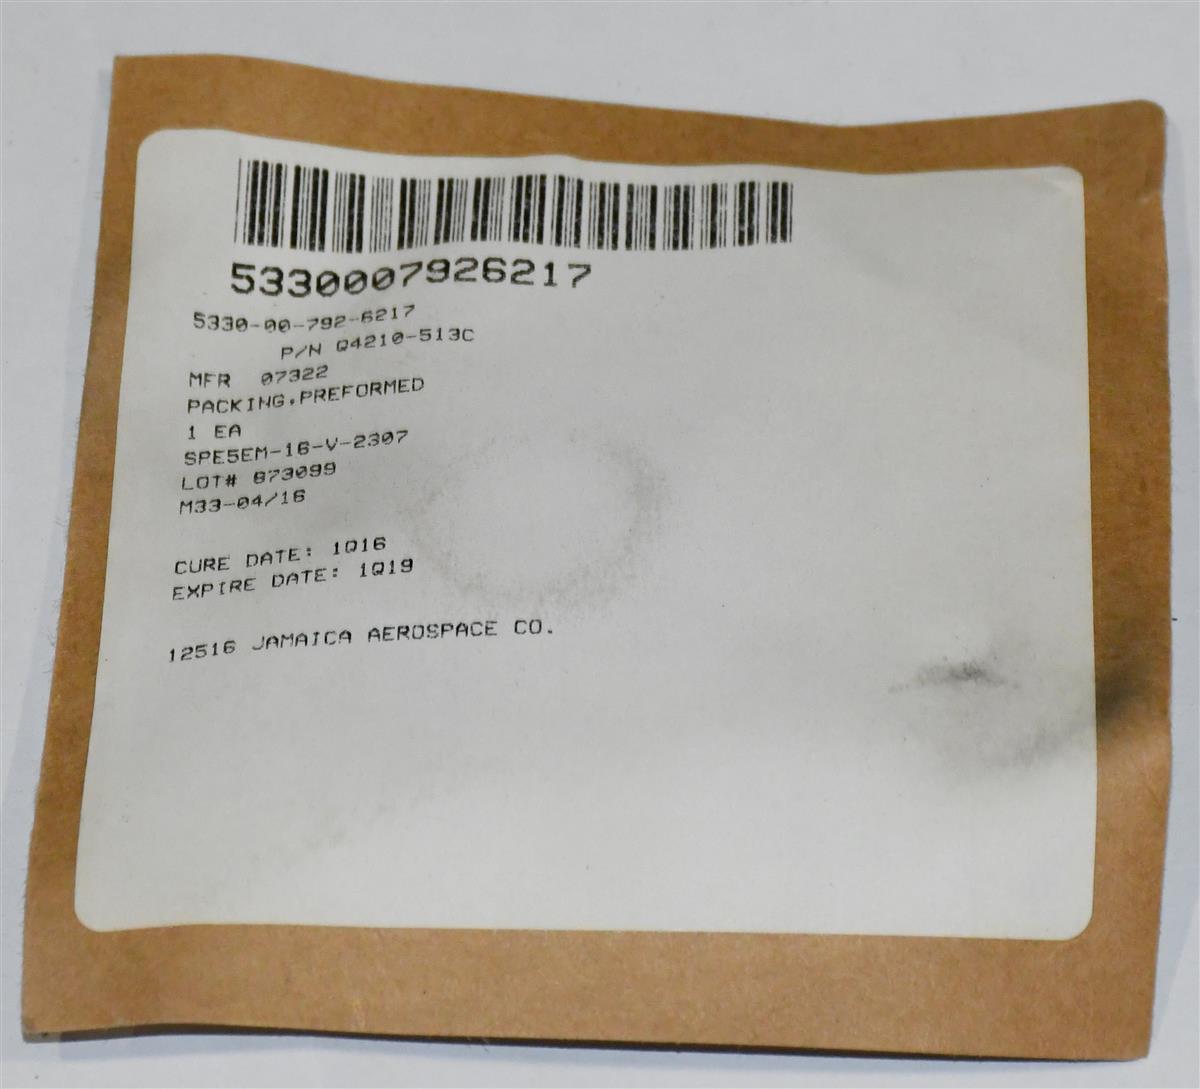 5330007926217
5330-00-792-6217
P/N Q4210-513C
MFR 07322
PACKING,PREFORMED
1 EA
SPE5EM-16-V-2307
LOT# 873099
M33-04/16
CURE DATE: 1Q16
EXPIRE DATE: 1Q19
12516 JAMAICA AEROSPACE CO.